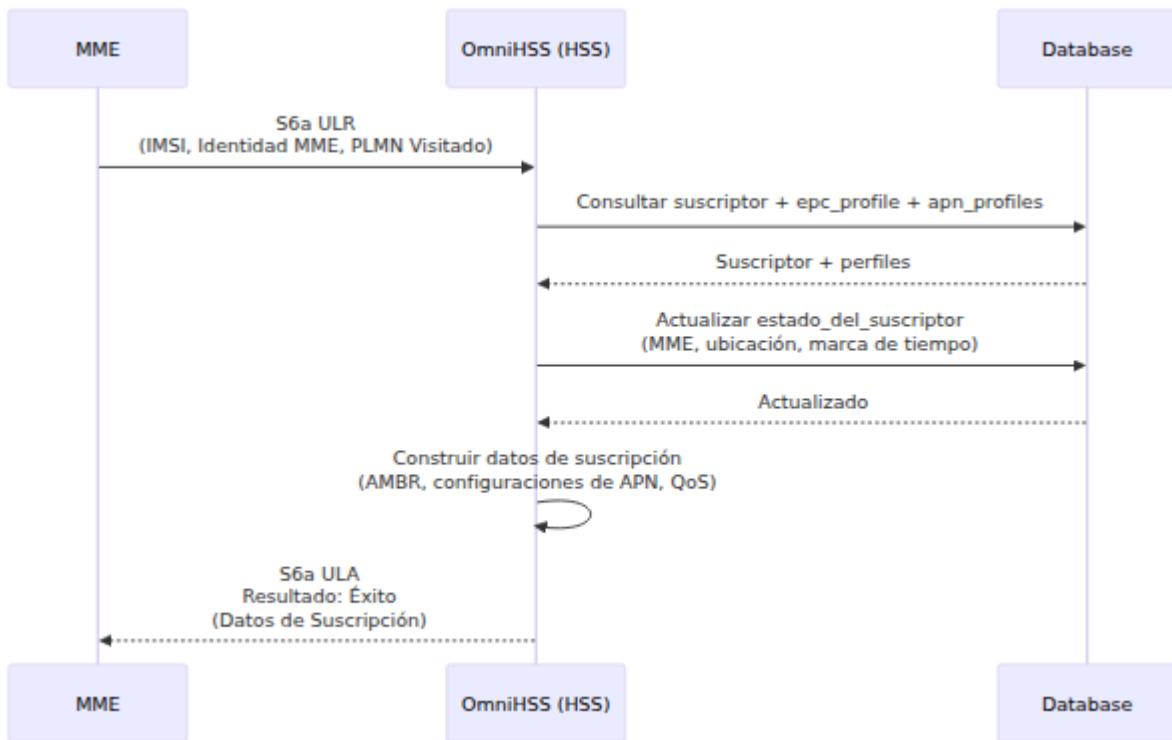 MME
OmniHSS (HSS)
Database
S6a ULR
(IMSI, Identidad MME, PLMN Visitado)
Consultar suscriptor + epc_profile + apn_profiles
Suscriptor + perfiles
Actualizar estado_del_suscriptor
(MME, ubicación, marca de tiempo)
Actualizado
Construir datos de suscripción
(AMBR, configuraciones de APN, QoS)
S6a ULA
Resultado: Éxito
(Datos de Suscripción)
MME
OmniHSS (HSS)
Database